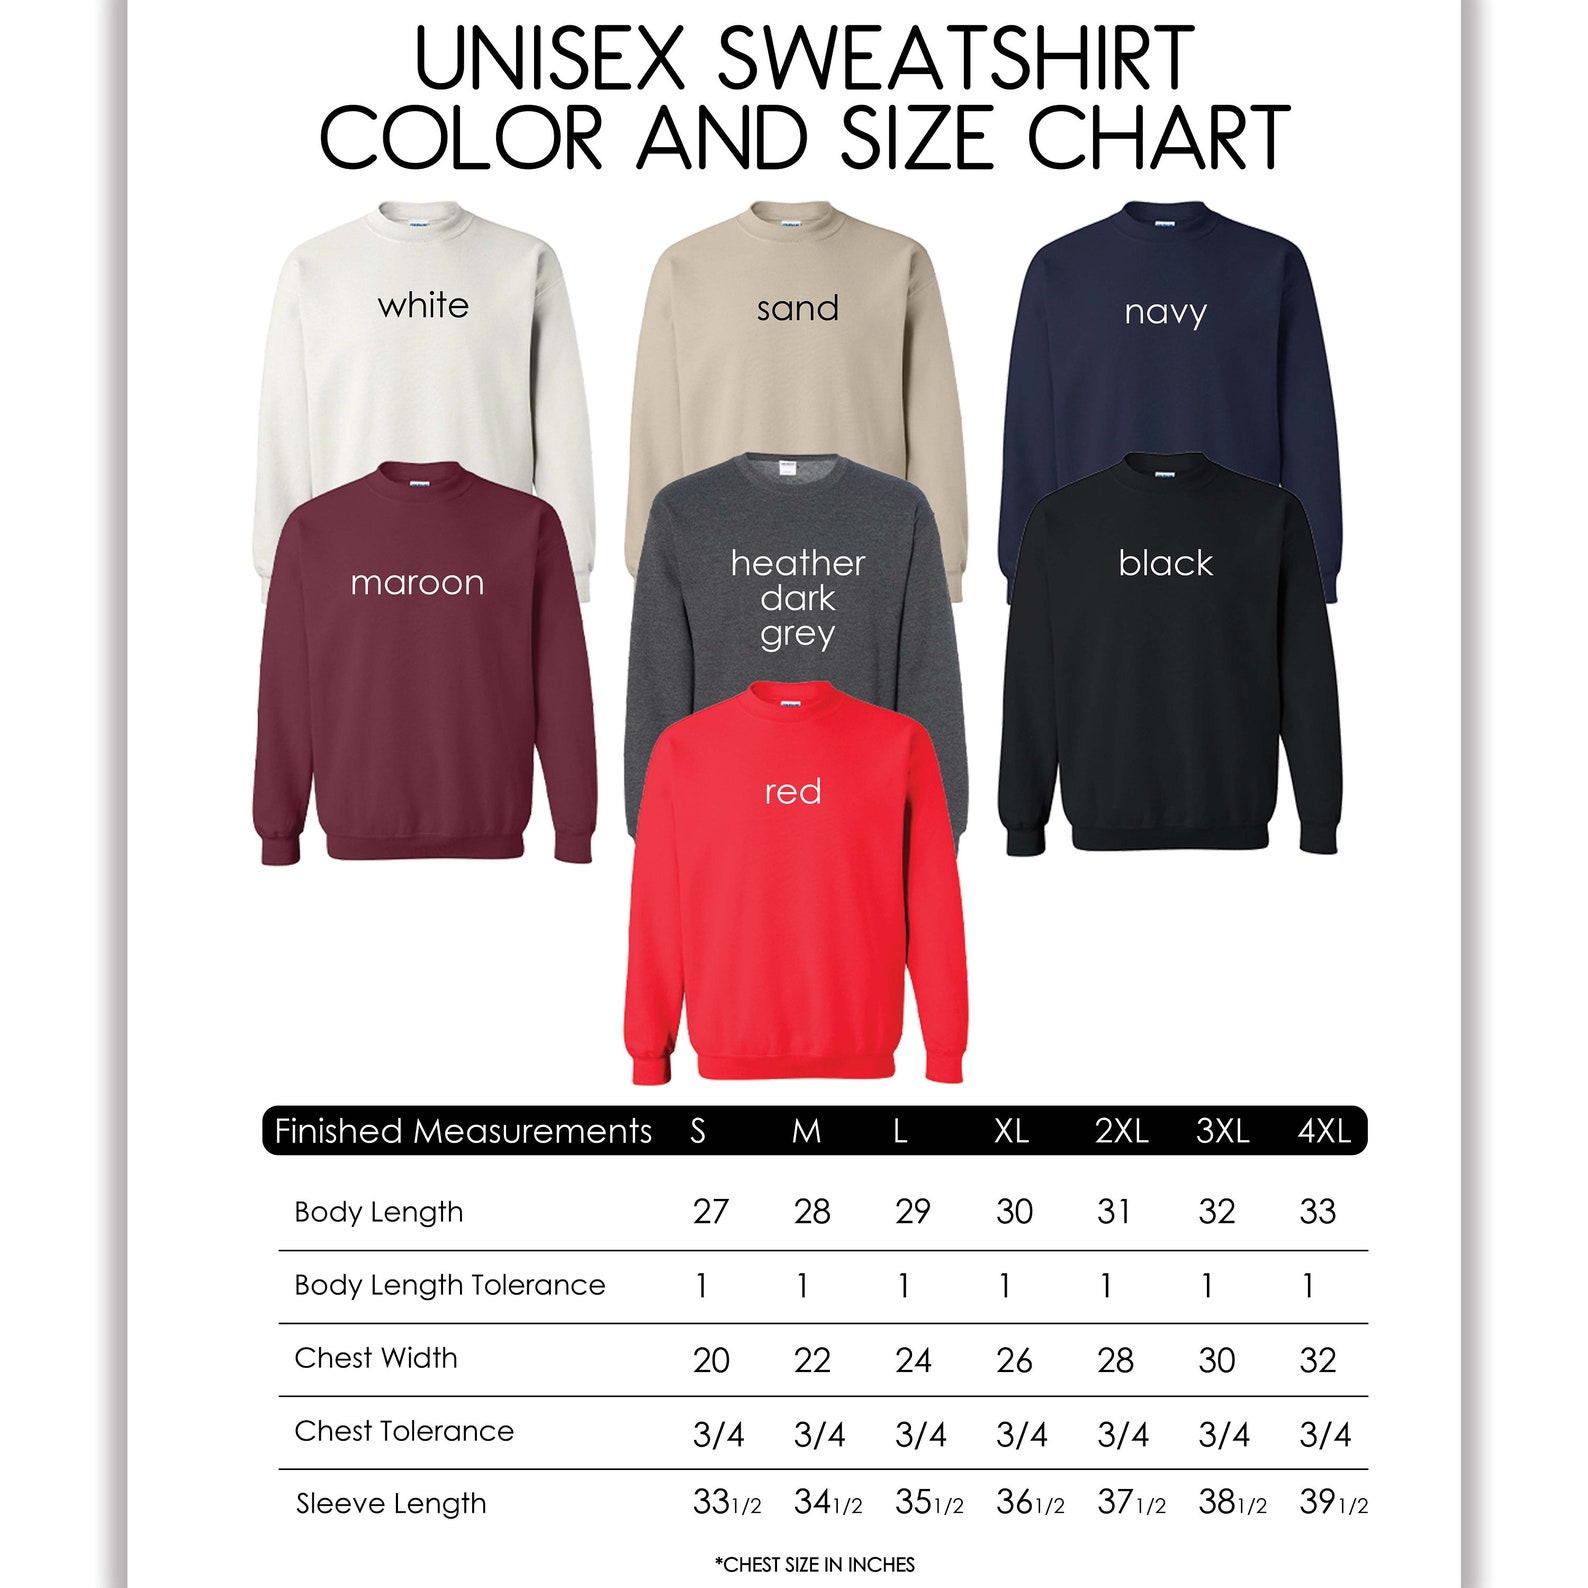 UNISEX SWEATSHIRT
COLOR AND SIZE CHART
white
sand
navy
maroon
heather
dark
grey
black
red
Finished Measurements S M L XL 2XL 3XL 4XL
Body Length 27 28 29 30 31 32 33
Body Length Tolerance 1 1 1 1 1 1 1
Chest Width 20 22 24 26 28 30 32
Chest Tolerance 3/4 3/4 3/4 3/4 3/4 3/4 3/4
Sleeve Length 33 1/2 34 1/2 35 1/2 36 1/2 37 1/2 38 1/2 39 1/2
*CHEST SIZE IN INCHES